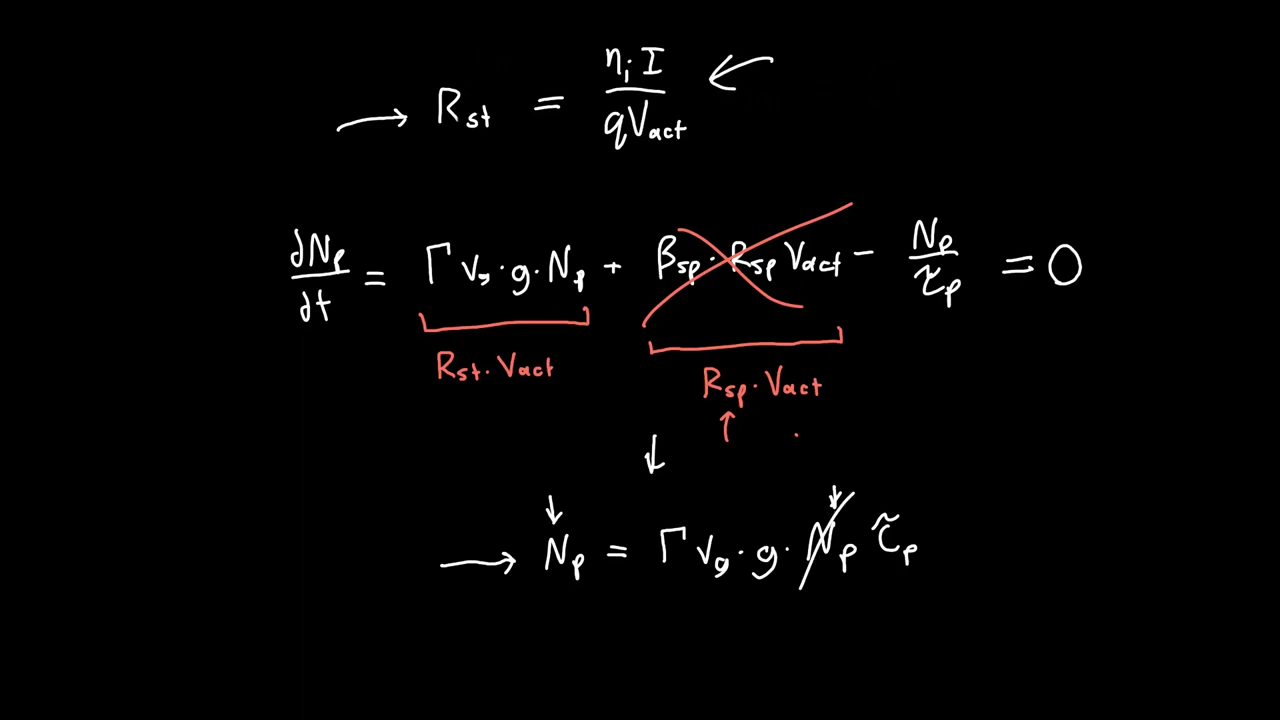 → R_st = η_i I / qV_act ←
dN_p/dt = Γ v_g · g · N_p + β_sp · R_sp V_act − N_p/τ_p = 0
R_st · V_act
R_sp · V_act
↑
↓
↓ ↓
→ N_p = Γ v_g · g · N_p τ_p